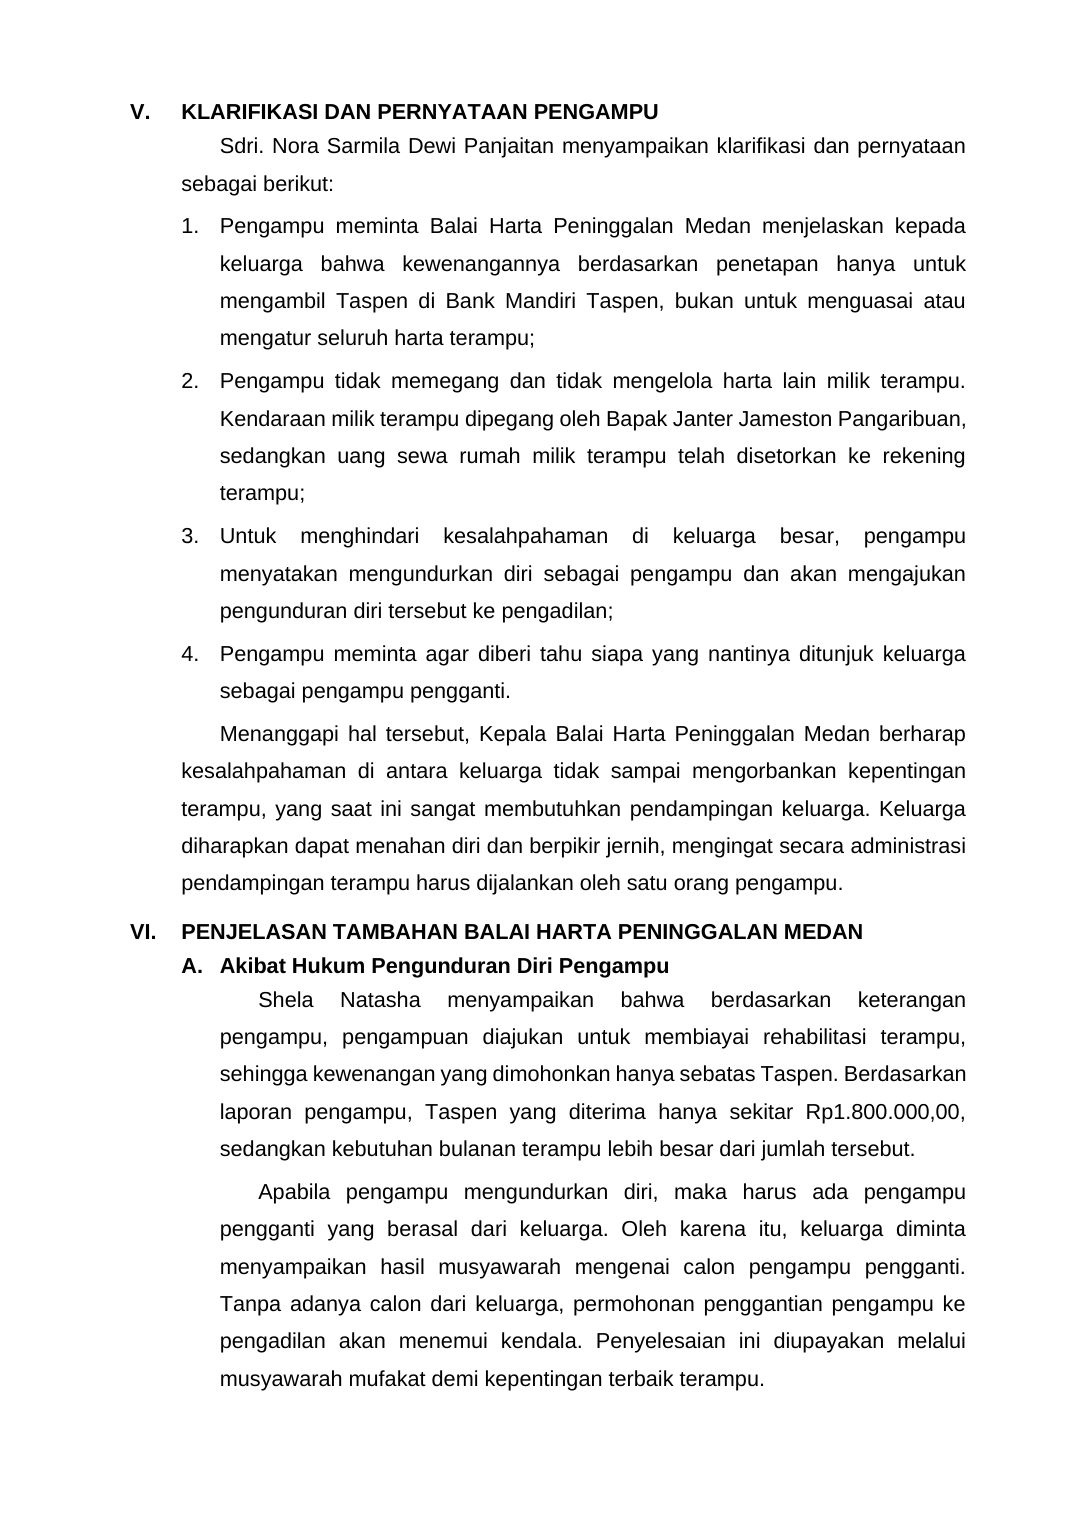 V. KLARIFIKASI DAN PERNYATAAN PENGAMPU
Sdri. Nora Sarmila Dewi Panjaitan menyampaikan klarifikasi dan pernyataan
sebagai berikut:
1. Pengampu meminta Balai Harta Peninggalan Medan menjelaskan kepada
keluarga bahwa kewenangannya berdasarkan penetapan hanya untuk
mengambil Taspen di Bank Mandiri Taspen, bukan untuk menguasai atau
mengatur seluruh harta terampu;
2. Pengampu tidak memegang dan tidak mengelola harta lain milik terampu.
Kendaraan milik terampu dipegang oleh Bapak Janter Jameston Pangaribuan,
sedangkan uang sewa rumah milik terampu telah disetorkan ke rekening
terampu;
3. Untuk menghindari kesalahpahaman di keluarga besar, pengampu
menyatakan mengundurkan diri sebagai pengampu dan akan mengajukan
pengunduran diri tersebut ke pengadilan;
4. Pengampu meminta agar diberi tahu siapa yang nantinya ditunjuk keluarga
sebagai pengampu pengganti.
Menanggapi hal tersebut, Kepala Balai Harta Peninggalan Medan berharap
kesalahpahaman di antara keluarga tidak sampai mengorbankan kepentingan
terampu, yang saat ini sangat membutuhkan pendampingan keluarga. Keluarga
diharapkan dapat menahan diri dan berpikir jernih, mengingat secara administrasi
pendampingan terampu harus dijalankan oleh satu orang pengampu.
VI. PENJELASAN TAMBAHAN BALAI HARTA PENINGGALAN MEDAN
A. Akibat Hukum Pengunduran Diri Pengampu
Shela Natasha menyampaikan bahwa berdasarkan keterangan
pengampu, pengampuan diajukan untuk membiayai rehabilitasi terampu,
sehingga kewenangan yang dimohonkan hanya sebatas Taspen. Berdasarkan
laporan pengampu, Taspen yang diterima hanya sekitar Rp1.800.000,00,
sedangkan kebutuhan bulanan terampu lebih besar dari jumlah tersebut.
Apabila pengampu mengundurkan diri, maka harus ada pengampu
pengganti yang berasal dari keluarga. Oleh karena itu, keluarga diminta
menyampaikan hasil musyawarah mengenai calon pengampu pengganti.
Tanpa adanya calon dari keluarga, permohonan penggantian pengampu ke
pengadilan akan menemui kendala. Penyelesaian ini diupayakan melalui
musyawarah mufakat demi kepentingan terbaik terampu.